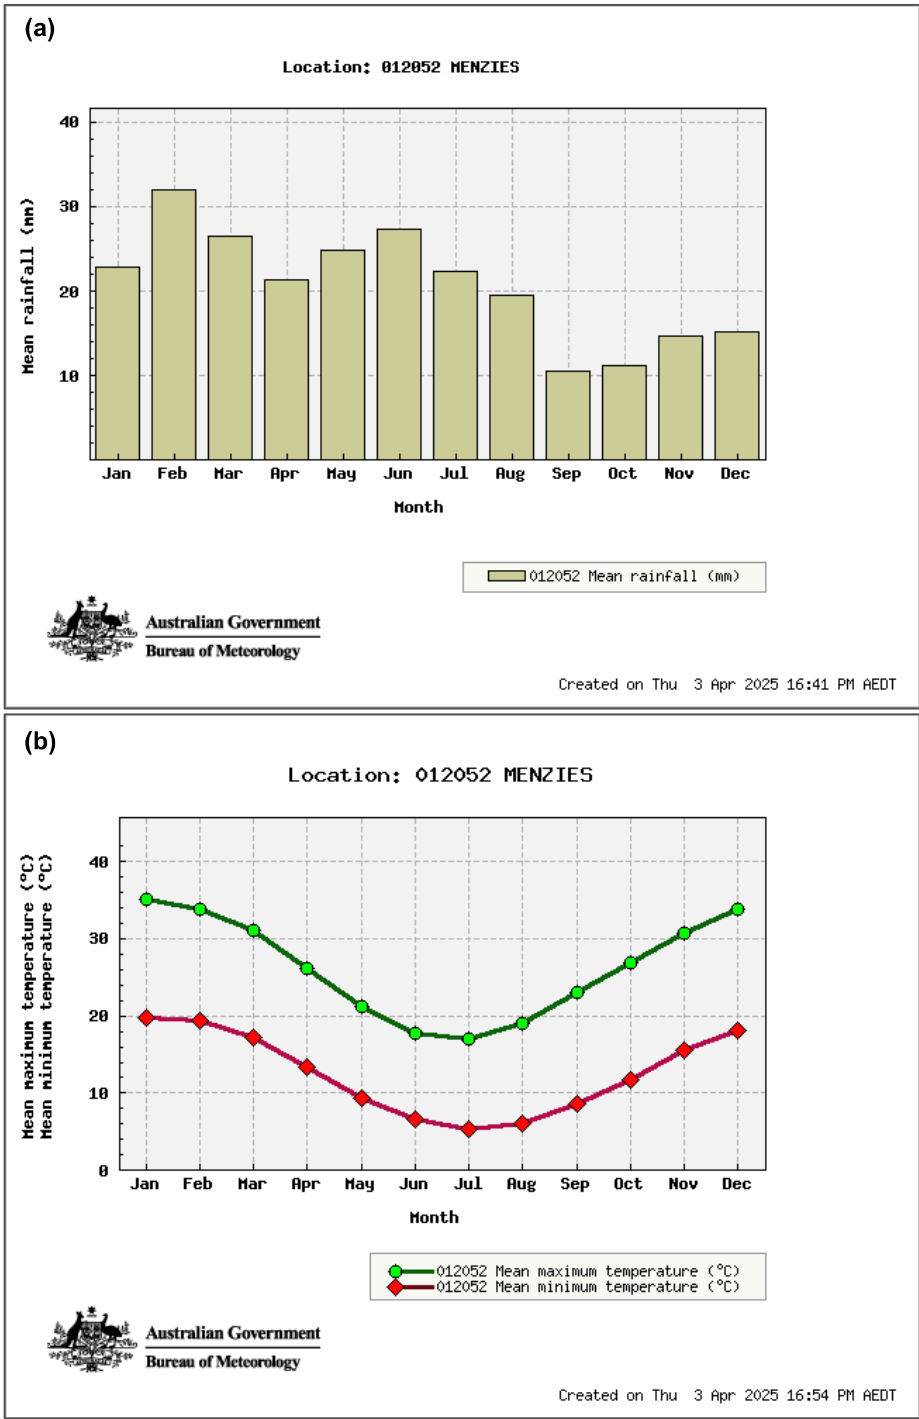 (a)
Location: 012052 MENZIES
Mean rainfall (mm)
40
30
20
10
Jan Feb Mar Apr May Jun Jul Aug Sep Oct Nov Dec
Month
012052 Mean rainfall (mm)
Australian Government
Bureau of Meteorology
Created on Thu 3 Apr 2025 16:41 PM AEDT
(b)
Location: 012052 MENZIES
Mean maximum temperature (°C)
Mean minimum temperature (°C)
40
30
20
10
0
Jan Feb Mar Apr May Jun Jul Aug Sep Oct Nov Dec
Month
012052 Mean maximum temperature (°C)
012052 Mean minimum temperature (°C)
Australian Government
Bureau of Meteorology
Created on Thu 3 Apr 2025 16:54 PM AEDT